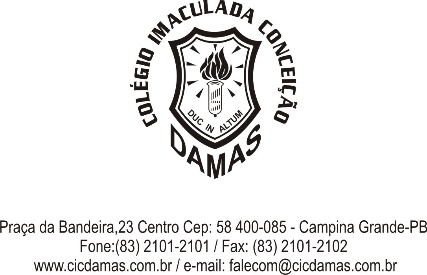 COLÉGIO IMACULADA CONCEIÇÃO
DUC IN ALTUM
DAMAS
Praça da Bandeira,23 Centro Cep: 58 400-085 - Campina Grande-PB
Fone:(83) 2101-2101 / Fax: (83) 2101-2102
www.cicdamas.com.br / e-mail: falecom@cicdamas.com.br